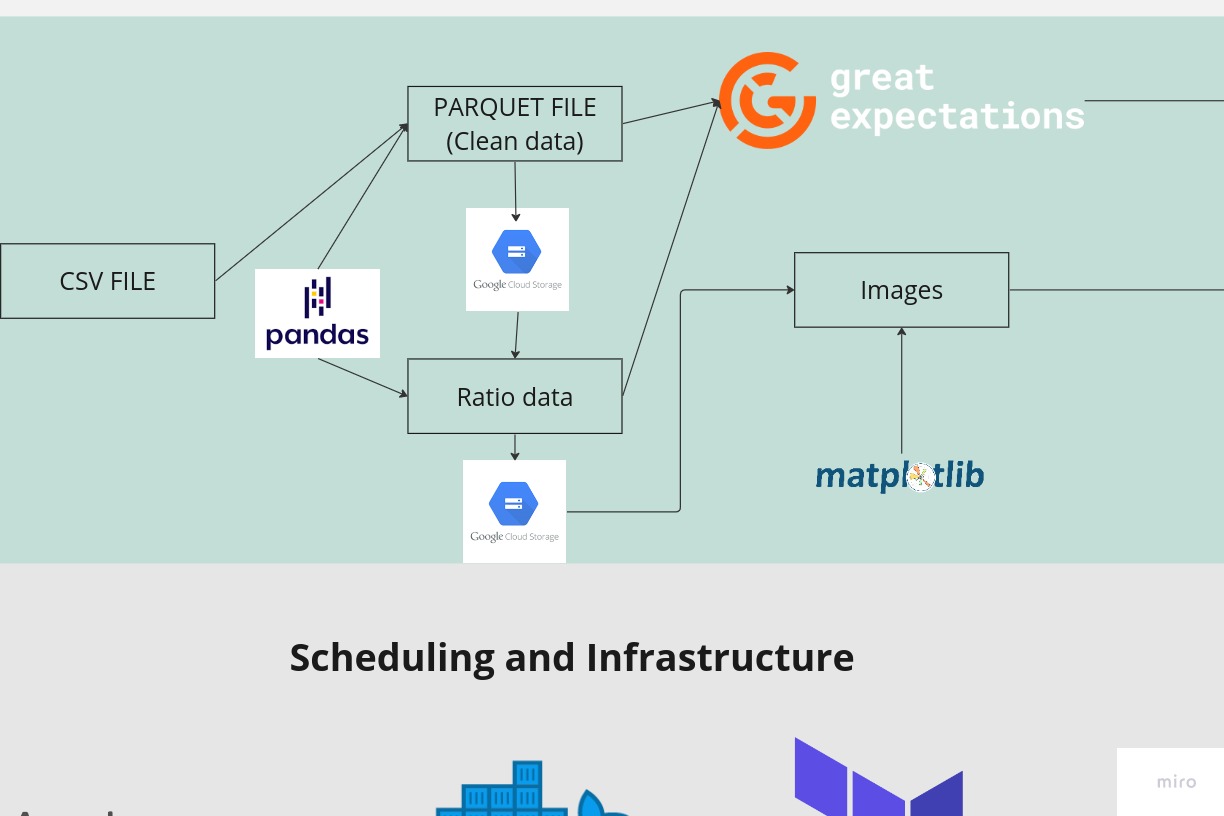 PARQUET FILE
(Clean data)
great
expectations
Google Cloud Storage
CSV FILE
pandas
Images
Ratio data
matplotlib
Google Cloud Storage
Scheduling and Infrastructure
miro